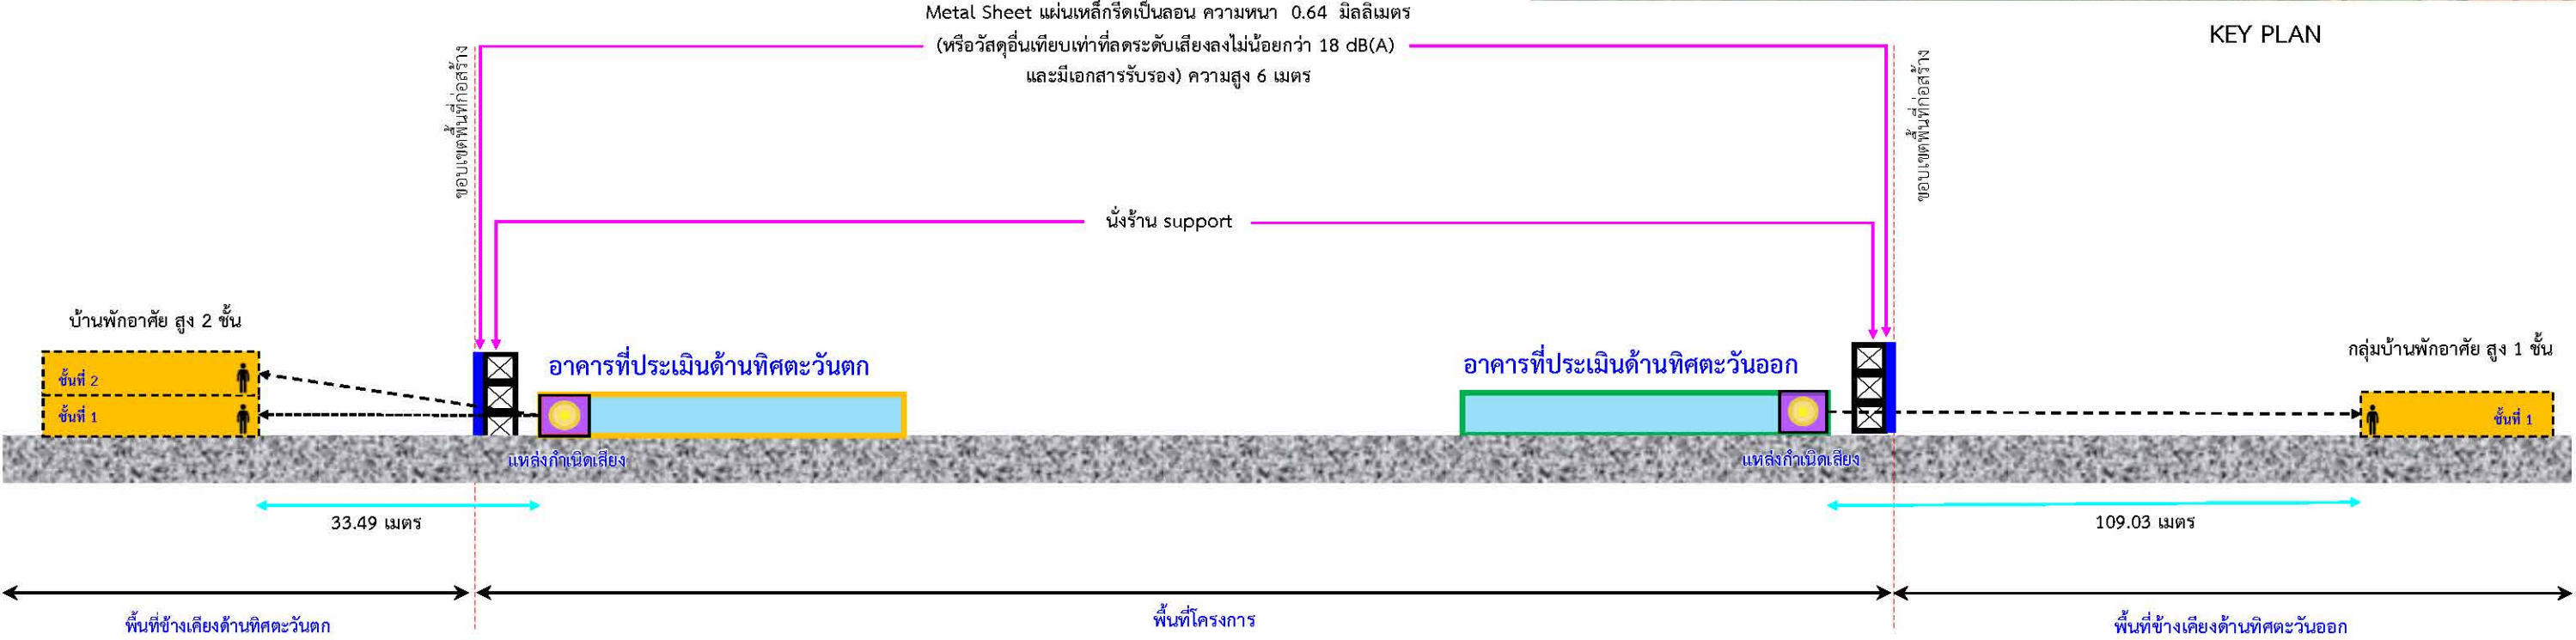 Metal Sheet แผ่นเหล็กรีดเป็นลอน ความหนา 0.64 มิลลิเมตร
(หรือวัสดุอื่นเทียบเท่าที่ลดระดับเสียงลงไม่น้อยกว่า 18 dB(A)
และมีเอกสารรับรอง) ความสูง 6 เมตร
KEY PLAN
ขอบเขตพื้นที่ก่อสร้าง
ขอบเขตพื้นที่ก่อสร้าง
นั่งร้าน support
บ้านพักอาศัย สูง 2 ชั้น
กลุ่มบ้านพักอาศัย สูง 1 ชั้น
อาคารที่ประเมินด้านทิศตะวันตก
อาคารที่ประเมินด้านทิศตะวันออก
ชั้นที่ 2
ชั้นที่ 1
ชั้นที่ 1
แหล่งกำเนิดเสียง
แหล่งกำเนิดเสียง
33.49 เมตร
109.03 เมตร
พื้นที่ข้างเคียงด้านทิศตะวันตก
พื้นที่โครงการ
พื้นที่ข้างเคียงด้านทิศตะวันออก